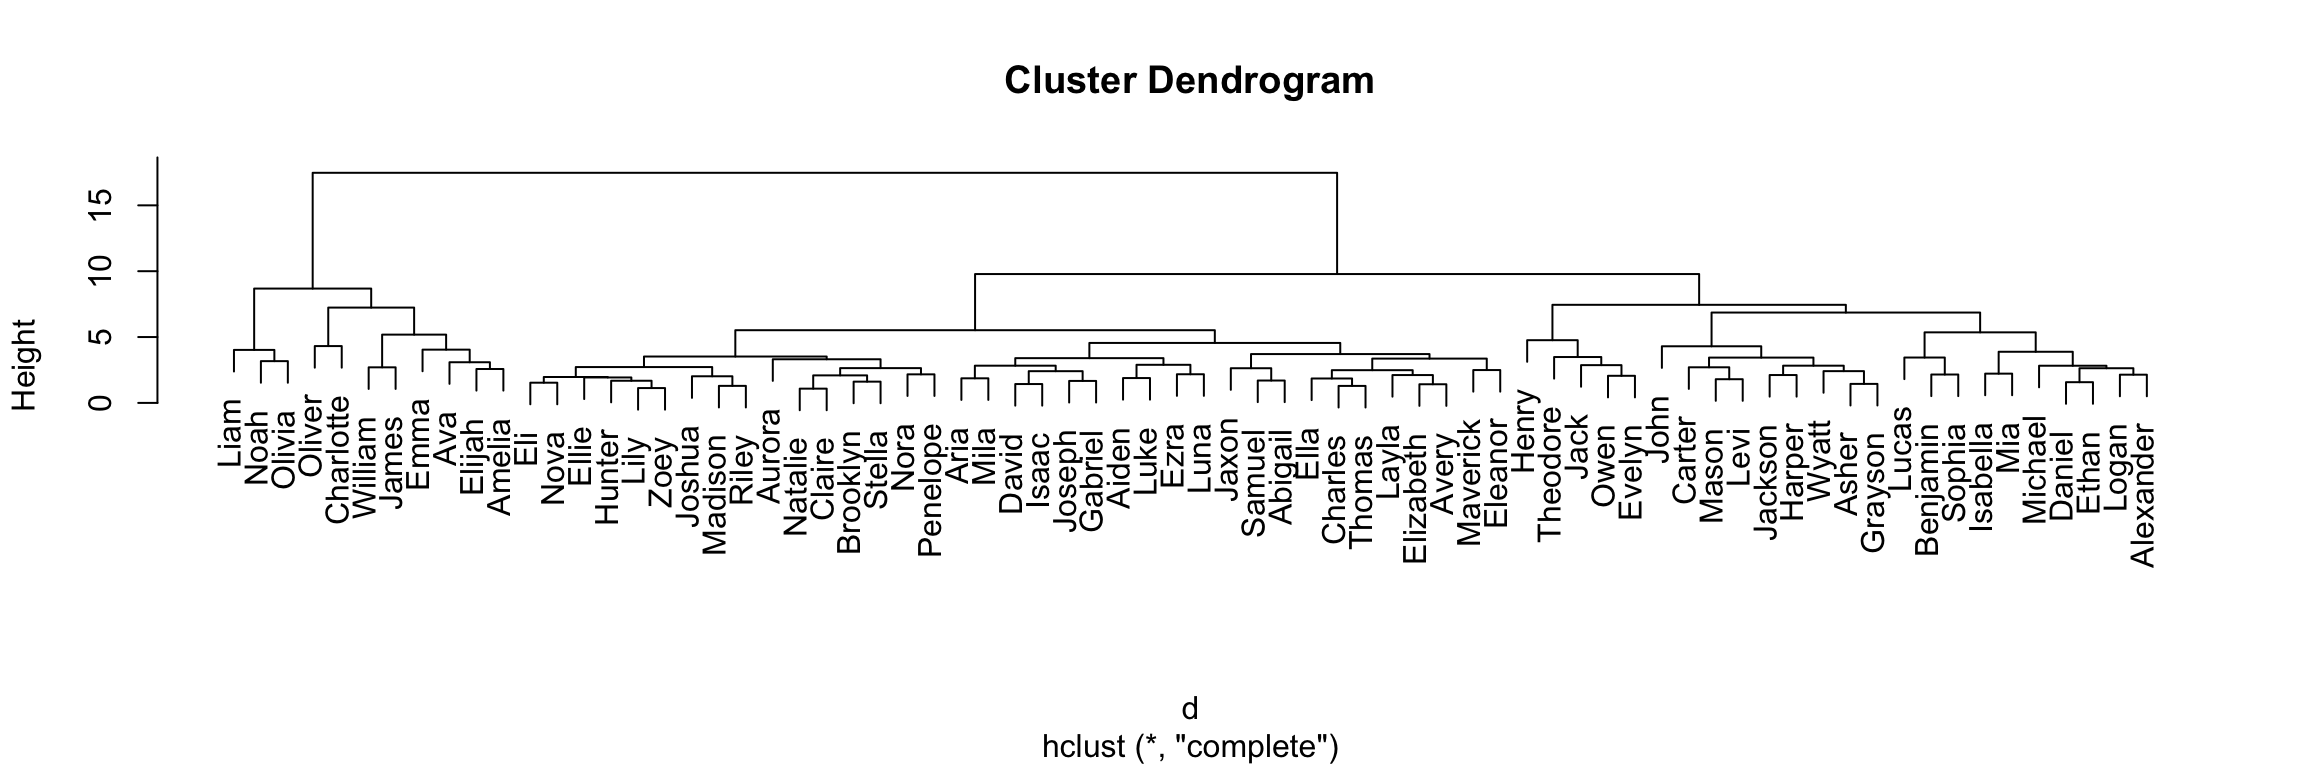 Cluster Dendrogram
Height
15
10
5
0
Liam
Noah
Olivia
Oliver
Charlotte
William
James
Emma
Ava
Elijah
Amelia
Eli
Nova
Ellie
Hunter
Lily
Zoey
Joshua
Madison
Riley
Aurora
Natalie
Claire
Brooklyn
Stella
Nora
Penelope
Aria
Mila
David
Isaac
Joseph
Gabriel
Aiden
Luke
Ezra
Luna
Jaxon
Samuel
Abigail
Ella
Charles
Thomas
Layla
Elizabeth
Avery
Maverick
Eleanor
Henry
Theodore
Jack
Owen
Evelyn
John
Carter
Mason
Levi
Jackson
Harper
Wyatt
Asher
Grayson
Lucas
Benjamin
Sophia
Isabella
Mia
Michael
Daniel
Ethan
Logan
Alexander
d
hclust (*, "complete")